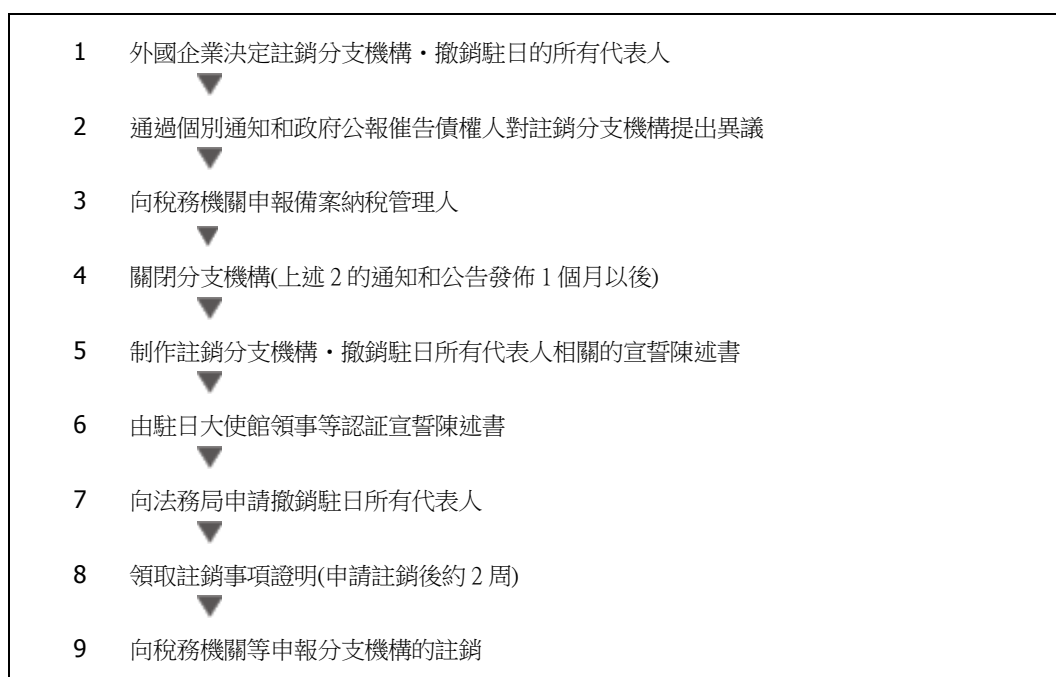 1 外國企業決定註銷分支機構・撤銷駐日的所有代表人
2 通過個別通知和政府公報催告債權人對註銷分支機構提出異議
3 向稅務機關申報備案納稅管理人
4 關閉分支機構(上述 2 的通知和公告發佈 1 個月以後)
5 制作註銷分支機構・撤銷駐日所有代表人相關的宣誓陳述書
6 由駐日大使館領事等認証宣誓陳述書
7 向法務局申請撤銷駐日所有代表人
8 領取註銷事項證明(申請註銷後約 2 周)
9 向稅務機關等申報分支機構的註銷